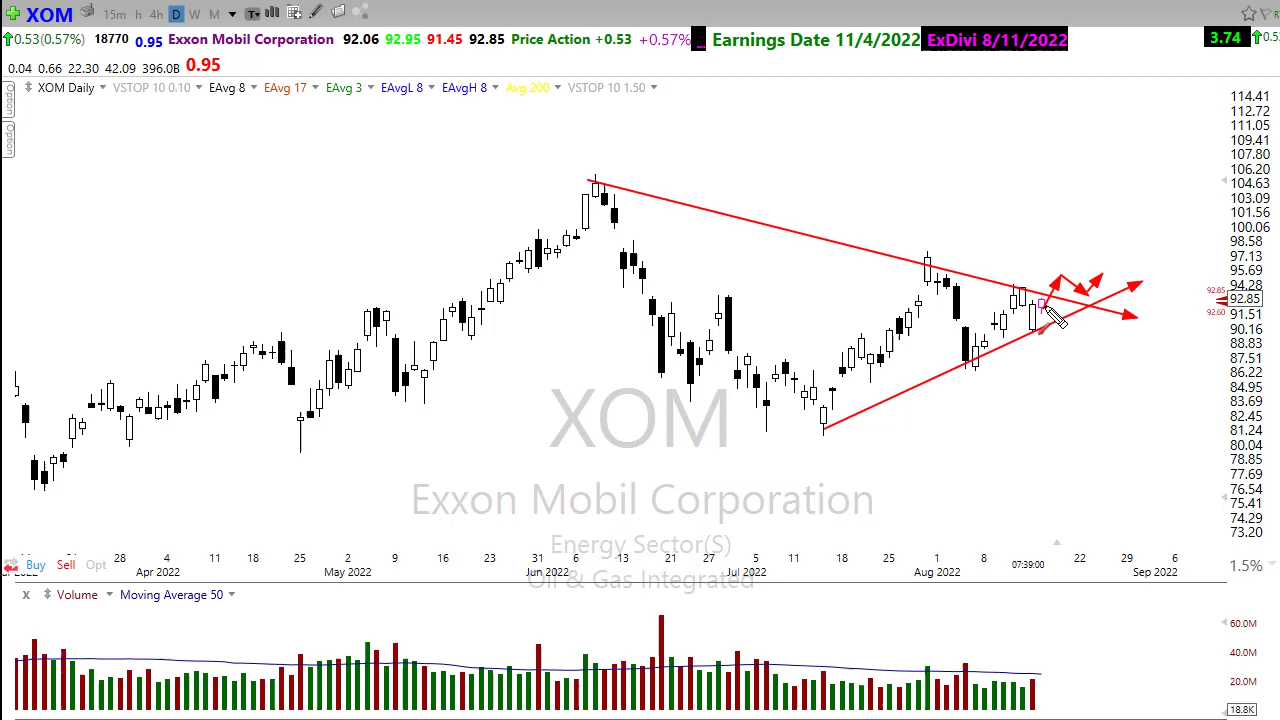 XOM 15m h 4h D W M T
0.53(0.57%) 18770 0.95 Exxon Mobil Corporation 92.06 92.95 91.45 92.85 Price Action +0.53 +0.57% ... Earnings Date 11/4/2022 ExDivi 8/11/2022 3.74
0.04 0.66 22.30 42.09 396.0B 0.95
Option
Option
XOM Daily VSTOP 10 0.10 EAvg 8 EAvg 17 EAvg 3 EAvgL 8 EAvgH 8 Avg 200 VSTOP 10 1.50
114.41
112.72
111.05
109.41
107.80
106.20
104.63
103.09
101.56
100.06
98.58
97.13
95.69
94.28
92.85
92.85
92.60
91.51
90.16
88.83
87.51
86.22
84.95
83.69
82.45
81.24
80.04
78.85
77.69
76.54
75.41
74.29
73.20
XOM
Exxon Mobil Corporation
Energy Sector(S)
Oil & Gas Integrated
28 4 11 18 25 2 9 16 23 31 6 13 21 27 5 11 18 25 1 8 22 29 6
Buy Sell Opt
Apr 2022 May 2022 Jun 2022 Jul 2022 Aug 2022 07:39:00 Sep 2022
1.5%
x Volume Moving Average 50
60.0M
40.0M
20.0M
18.8K